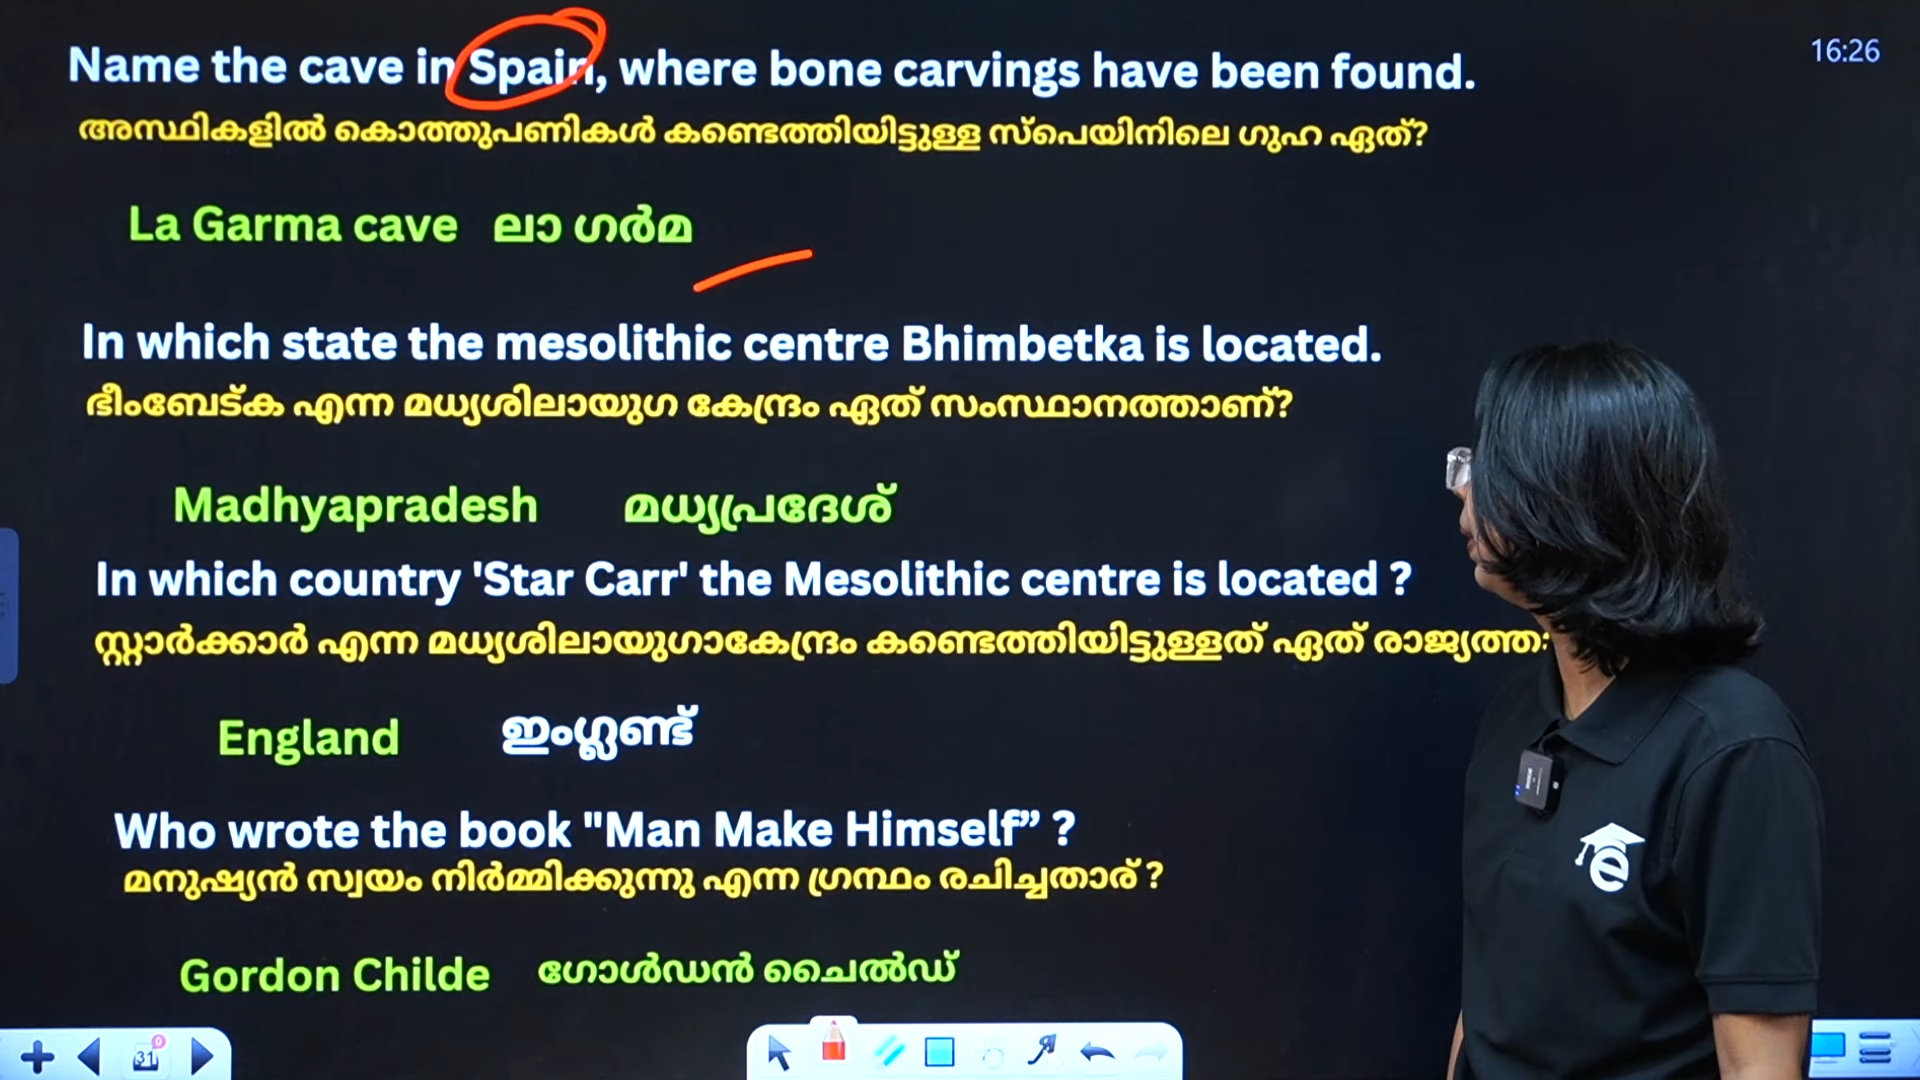 Name the cave in Spain, where bone carvings have been found.
16:26
അസ്ഥികളിൽ കൊത്തുപണികൾ കണ്ടെത്തിയിട്ടുള്ള സ്പെയിനിലെ ഗുഹ ഏത്?
La Garma cave ലാ ഗർമ
In which state the mesolithic centre Bhimbetka is located.
ഭീംബേട്ക എന്ന മധ്യശിലായുഗ കേന്ദ്രം ഏത് സംസ്ഥാനത്താണ്?
Madhyapradesh മധ്യപ്രദേശ്
In which country 'Star Carr' the Mesolithic centre is located ?
സ്റ്റാർക്കാർ എന്ന മധ്യശിലായുഗാകേന്ദ്രം കണ്ടെത്തിയിട്ടുള്ളത് ഏത്
England ഇംഗ്ലണ്ട്
Who wrote the book "Man Make Himself” ?
മനുഷ്യൻ സ്വയം നിർമ്മിക്കുന്നു എന്ന ഗ്രന്ഥം രചിച്ചതാര് ?
Gordon Childe ഗോൾഡൻ ചൈൽഡ്
31
0
e